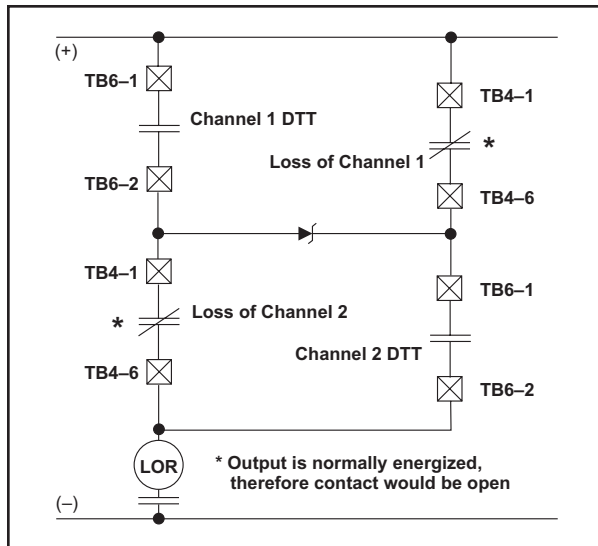 (+)
TB6–1
Channel 1 DTT
TB6–2
TB4–1
Loss of Channel 1
*
TB4–6
TB4–1
Loss of Channel 2
*
TB4–6
TB6–1
Channel 2 DTT
TB6–2
LOR
* Output is normally energized,
therefore contact would be open
(–)